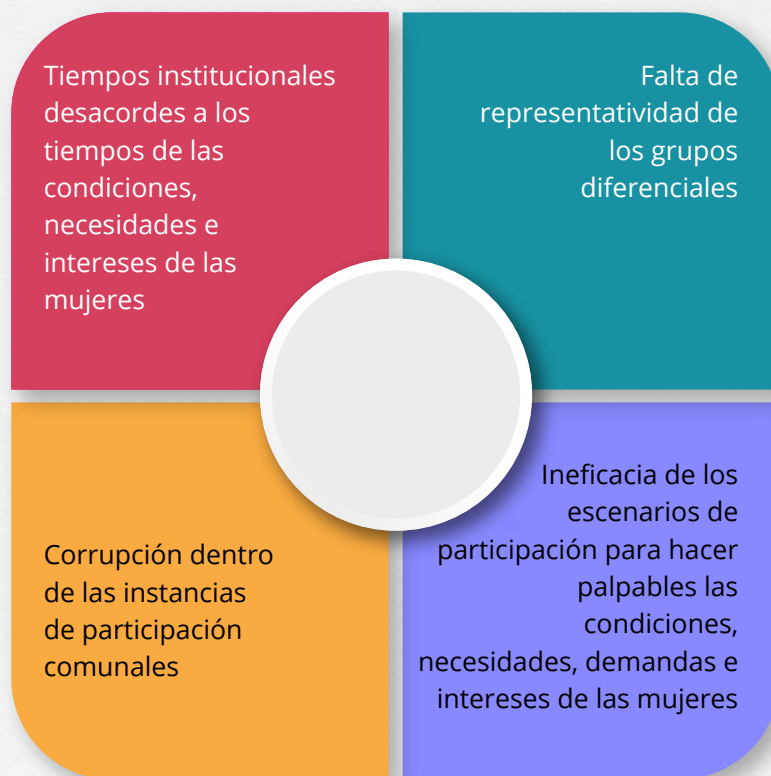 Tiempos institucionales
desacordes a los
tiempos de las
condiciones,
necesidades e
intereses de las
mujeres
Falta de
representatividad de
los grupos
diferenciales
Corrupción dentro
de las instancias
de participación
comunales
Ineficacia de los
escenarios de
participación para hacer
palpables las
condiciones,
necesidades, demandas e
intereses de las mujeres